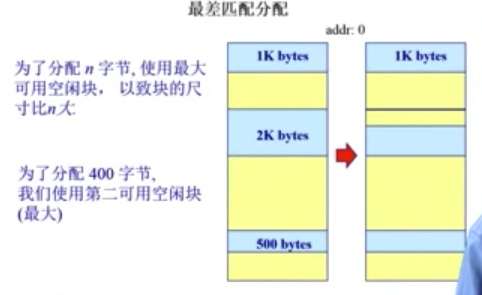 最差匹配分配
addr: 0
为了分配 n 字节, 使用最大
可用空闲块， 以致块的尺
寸比n大.
为了分配 400 字节,
我们使用第二可用空闲块
(最大)
1K bytes
2K bytes
500 bytes
1K bytes